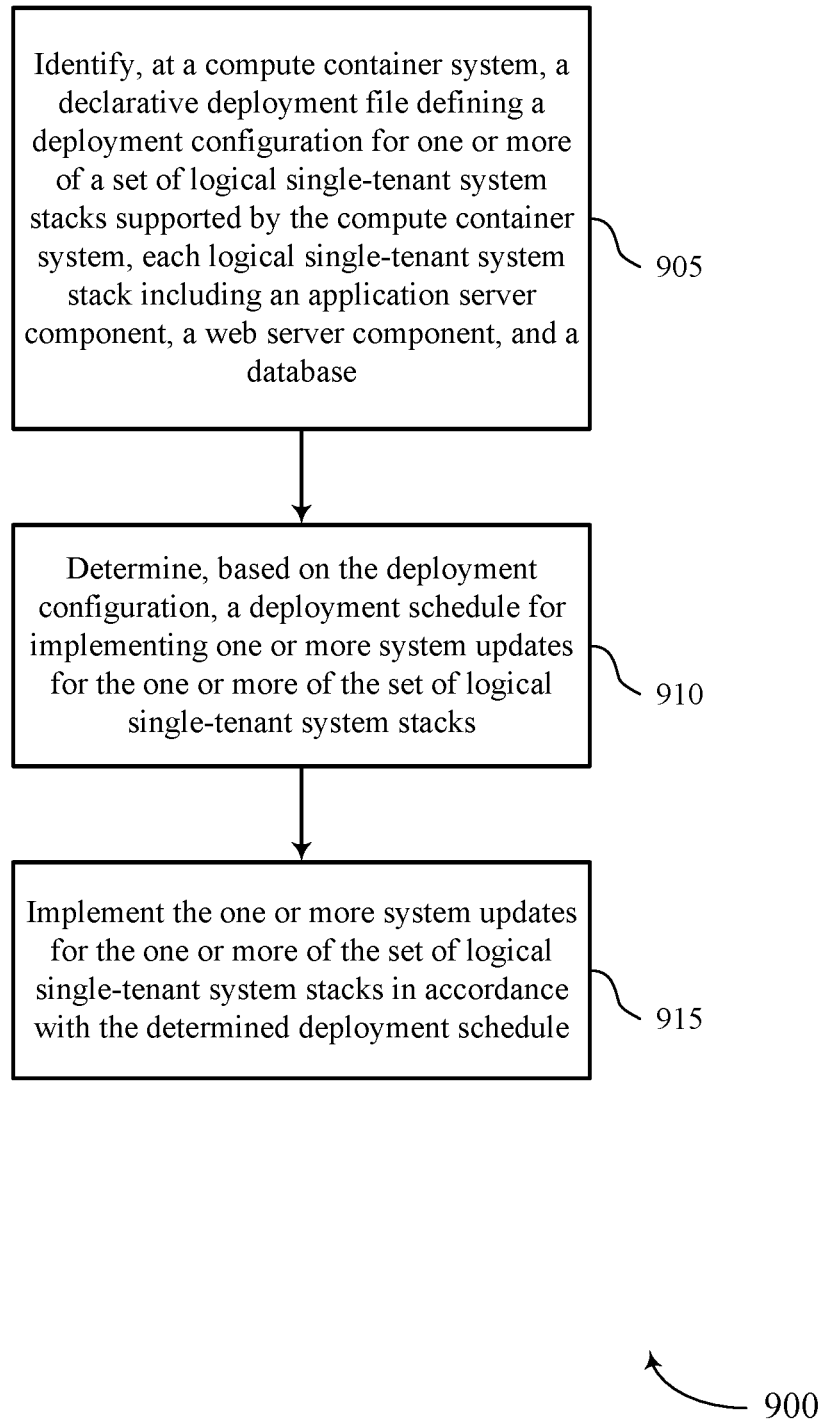 Identify, at a compute container system, a
declarative deployment file defining a
deployment configuration for one or more
of a set of logical single-tenant system
stacks supported by the compute container
system, each logical single-tenant system
stack including an application server
component, a web server component, and a
database
905
Determine, based on the deployment
configuration, a deployment schedule for
implementing one or more system updates
for the one or more of the set of logical
single-tenant system stacks
910
Implement the one or more system updates
for the one or more of the set of logical
single-tenant system stacks in accordance
with the determined deployment schedule
915
900